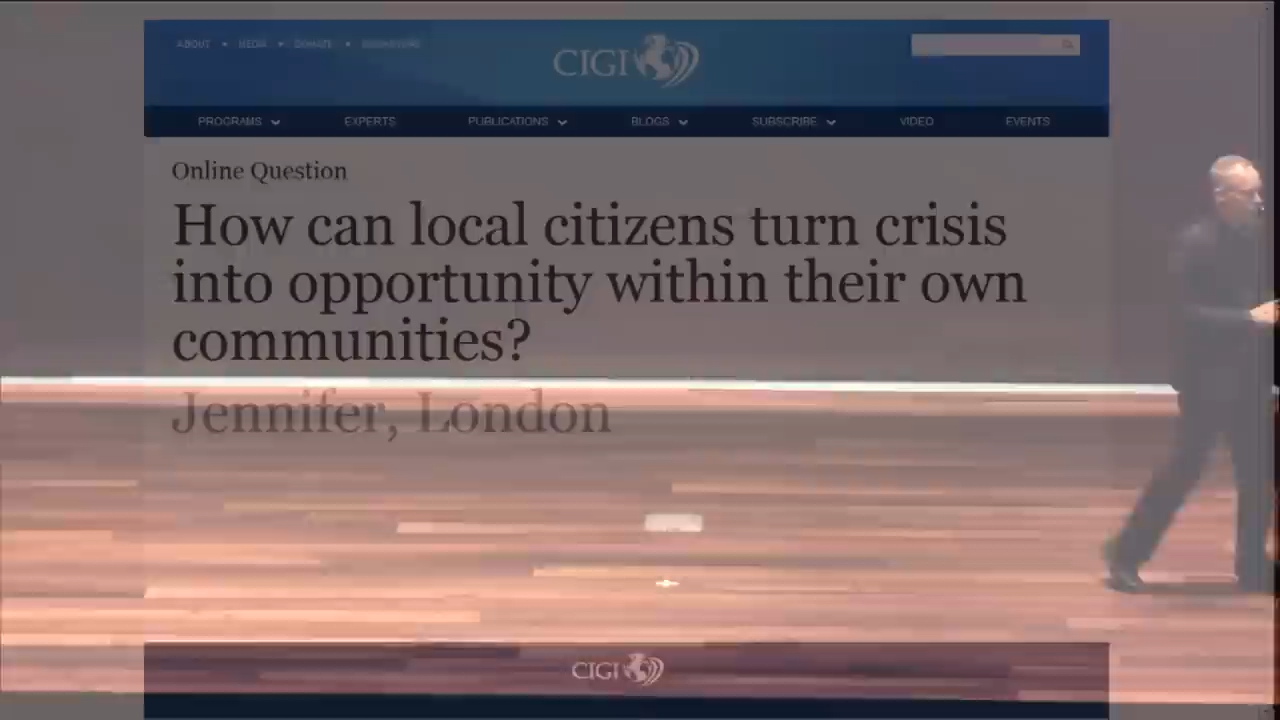 ABOUT • MEDIA • DONATE •
CIGI
PROGRAMS EXPERTS PUBLICATIONS BLOGS SUBSCRIBE VIDEO EVENTS
Online Question
How can local citizens turn crisis
into opportunity within their own
communities?
Jennifer, London
CIGI